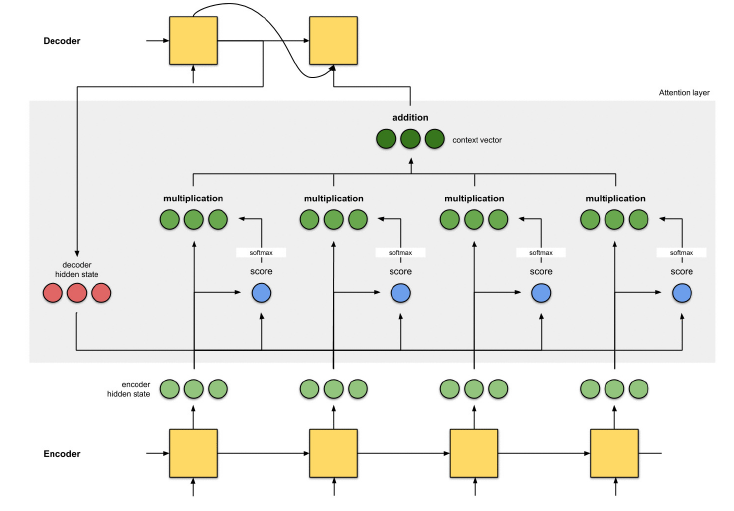 Decoder
Attention layer
addition
context vector
multiplication
multiplication
multiplication
multiplication
softmax
softmax
softmax
softmax
decoder
hidden state
score
score
score
score
encoder
hidden state
Encoder